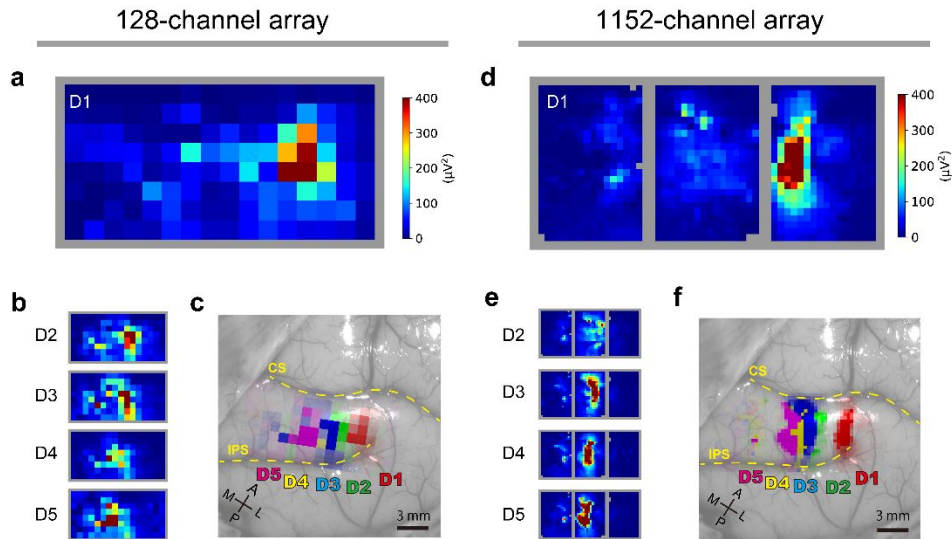 128-channel array
1152-channel array
a
D1
400
300
200
100
0
(μV²)
d
D1
400
300
200
100
0
(μV²)
b
D2
D3
D4
D5
c
CS
IPS
D5 D4 D3 D2 D1
M A
P L
3 mm
e
D2
D3
D4
D5
f
CS
IPS
D5 D4 D3 D2 D1
M A
P L
3 mm